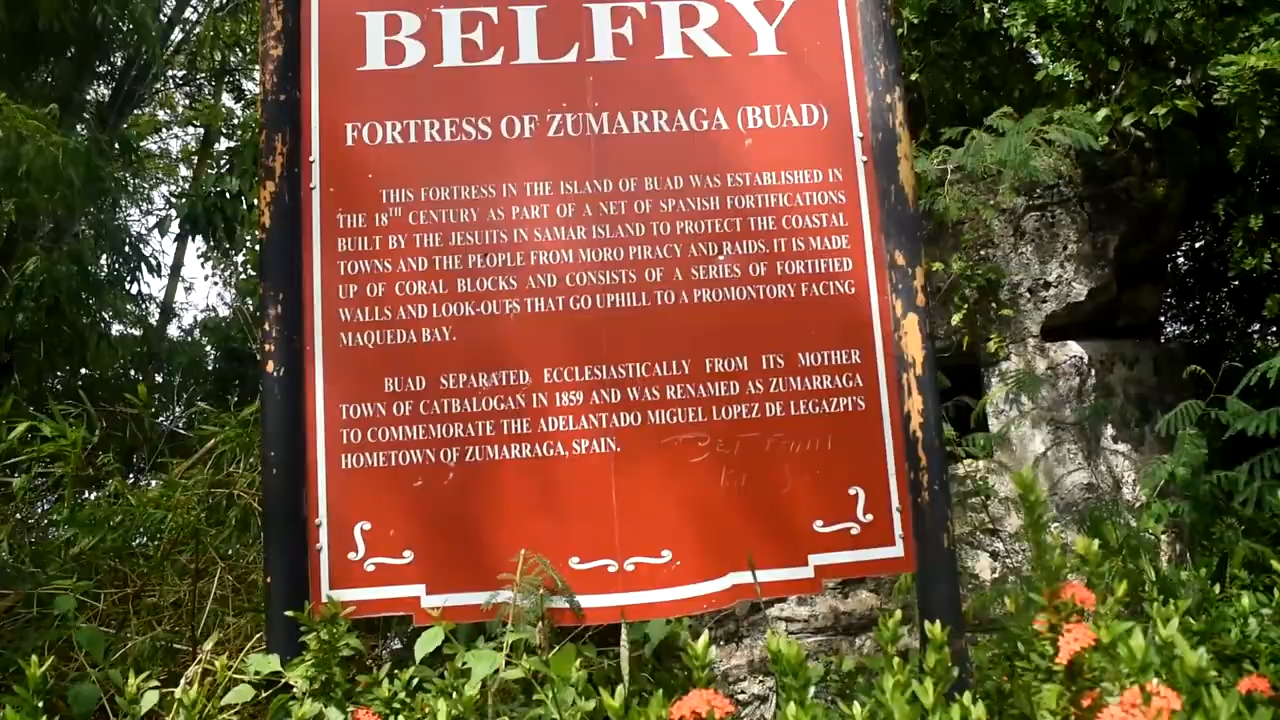 BELFRY
FORTRESS OF ZUMARRAGA (BUAD)
THIS FORTRESS IN THE ISLAND OF BUAD WAS ESTABLISHED IN
THE 18TH CENTURY AS PART OF A NET OF SPANISH FORTIFICATIONS
BUILT BY THE JESUITS IN SAMAR ISLAND TO PROTECT THE COASTAL
TOWNS AND THE PEOPLE FROM MORO PIRACY AND RAIDS. IT IS MADE
UP OF CORAL BLOCKS AND CONSISTS OF A SERIES OF FORTIFIED
WALLS AND LOOK-OUTS THAT GO UPHILL TO A PROMONTORY FACING
MAQUEDA BAY.
BUAD SEPARATED ECCLESIASTICALLY FROM ITS MOTHER
TOWN OF CATBALOGAN IN 1859 AND WAS RENAMED AS ZUMARRAGA
TO COMMEMORATE THE ADELANTADO MIGUEL LOPEZ DE LEGAZPI'S
HOMETOWN OF ZUMARRAGA, SPAIN.